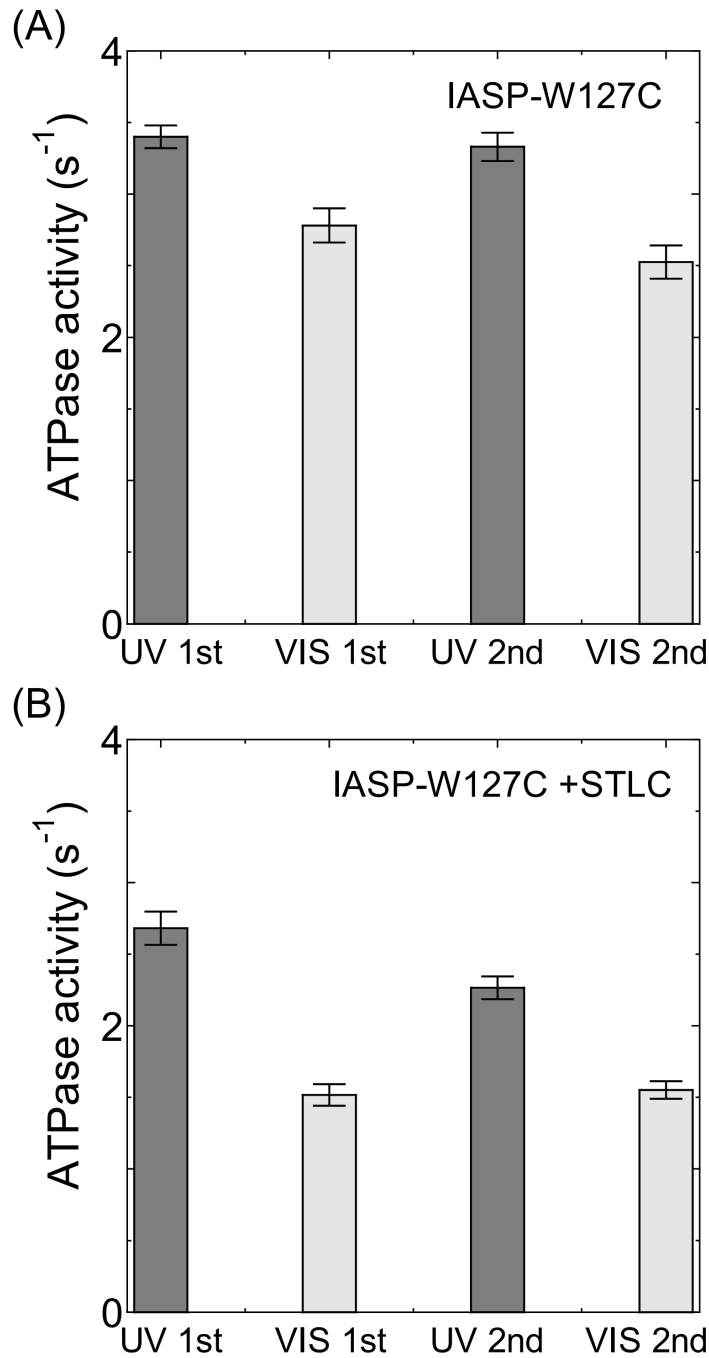 (A)
IASP-W127C
ATPase activity (s⁻¹)
4
2
0
UV 1st VIS 1st UV 2nd VIS 2nd
(B)
IASP-W127C +STLC
ATPase activity (s⁻¹)
4
2
0
UV 1st VIS 1st UV 2nd VIS 2nd